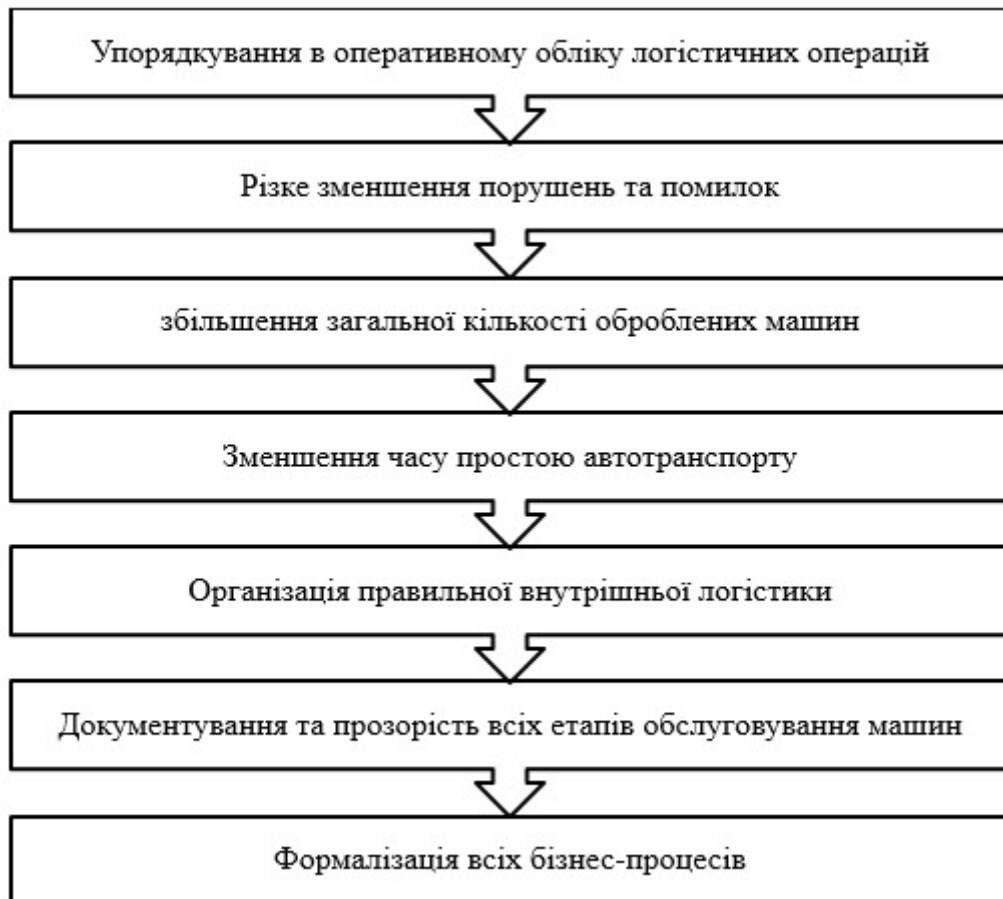 Упорядкування в оперативному обліку логістичних операцій
Різке зменшення порушень та помилок
збільшення загальної кількості оброблених машин
Зменшення часу простою автотранспорту
Організація правильної внутрішньої логістики
Документування та прозорість всіх етапів обслуговування машин
Формалізація всіх бізнес-процесів